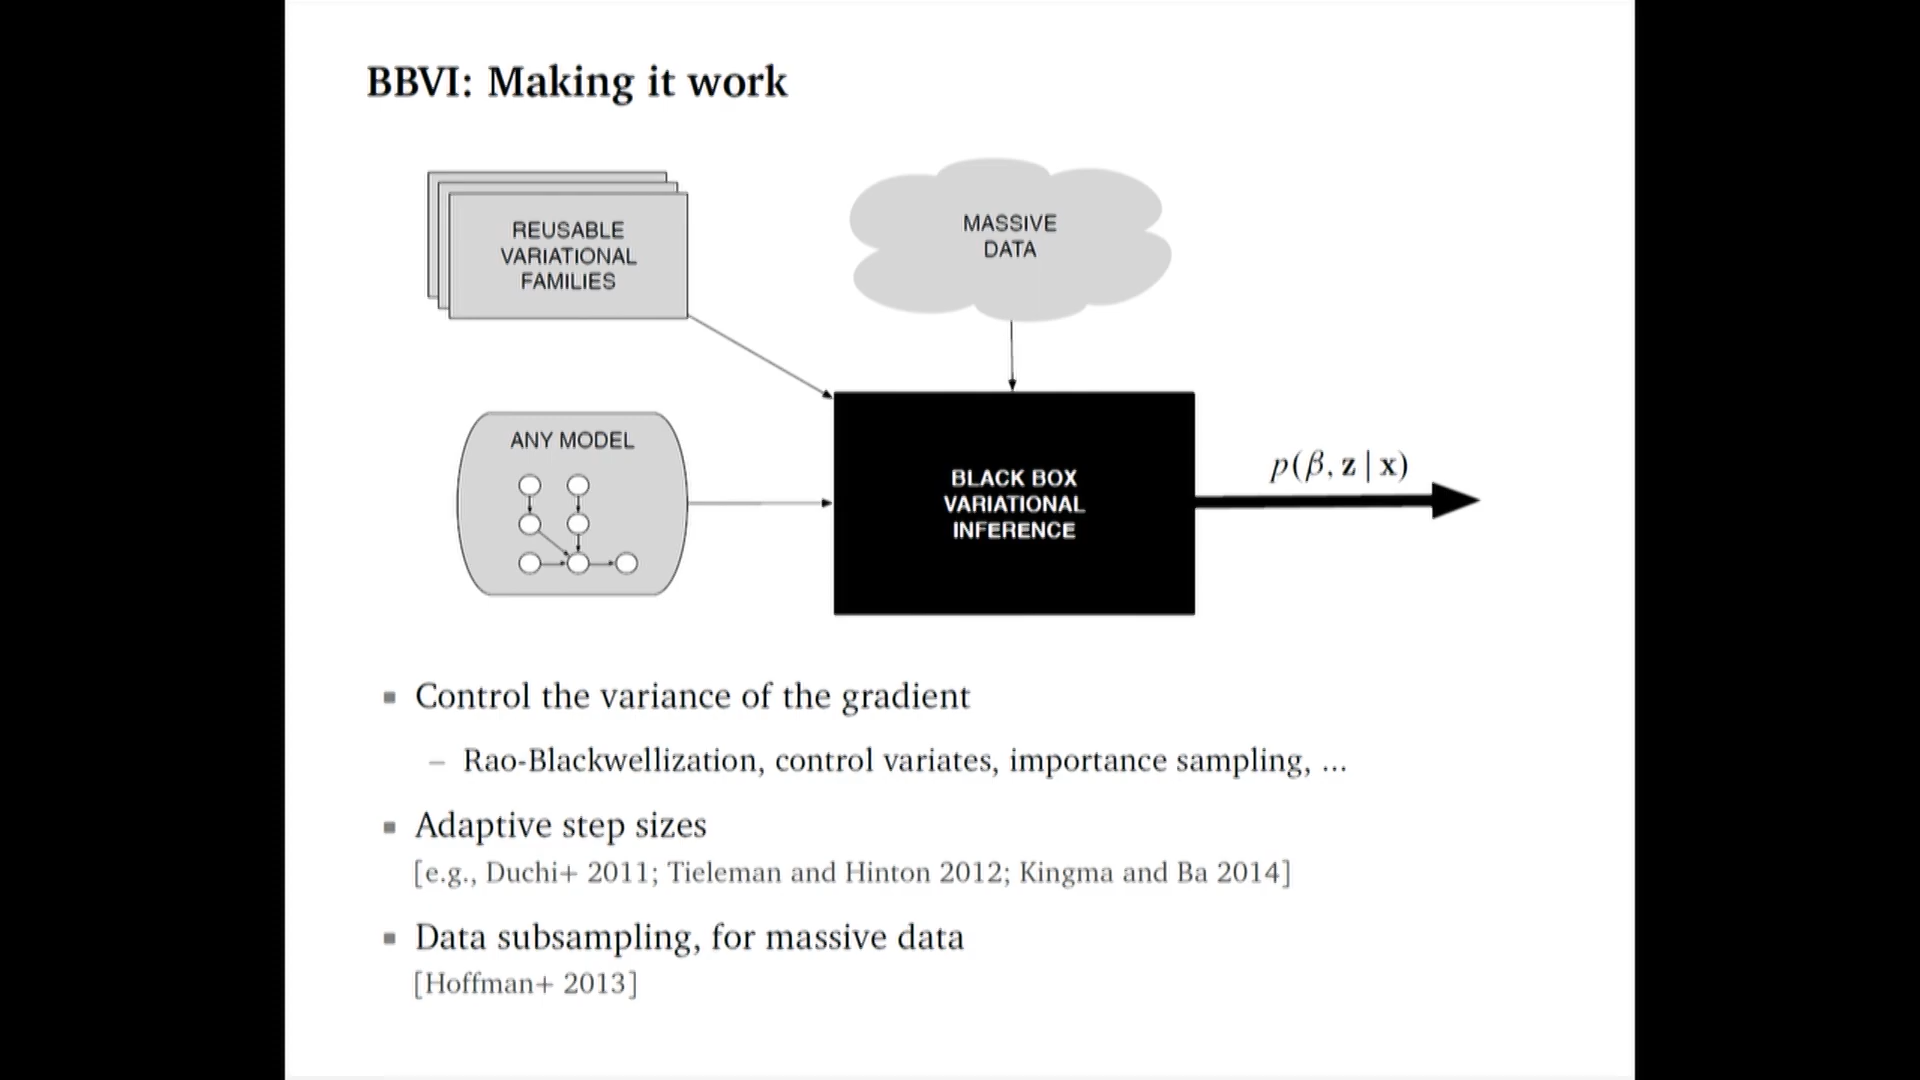 BBVI: Making it work
REUSABLE
VARIATIONAL
FAMILIES
MASSIVE
DATA
ANY MODEL
BLACK BOX
VARIATIONAL
INFERENCE
p(β, z | x)
▪ Control the variance of the gradient
– Rao-Blackwellization, control variates, importance sampling, ...
▪ Adaptive step sizes
[e.g., Duchi+ 2011; Tieleman and Hinton 2012; Kingma and Ba 2014]
▪ Data subsampling, for massive data
[Hoffman+ 2013]